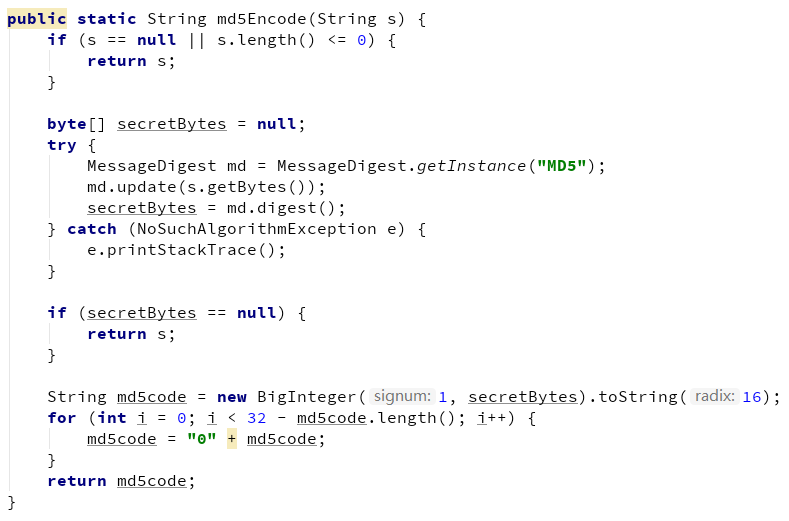 public static String md5Encode(String s) {
    if (s == null || s.length() <= 0) {
        return s;
    }

    byte[] secretBytes = null;
    try {
        MessageDigest md = MessageDigest.getInstance("MD5");
        md.update(s.getBytes());
        secretBytes = md.digest();
    } catch (NoSuchAlgorithmException e) {
        e.printStackTrace();
    }

    if (secretBytes == null) {
        return s;
    }

    String md5code = new BigInteger( signum: 1, secretBytes).toString( radix: 16);
    for (int i = 0; i < 32 - md5code.length(); i++) {
        md5code = "0" + md5code;
    }
    return md5code;
}